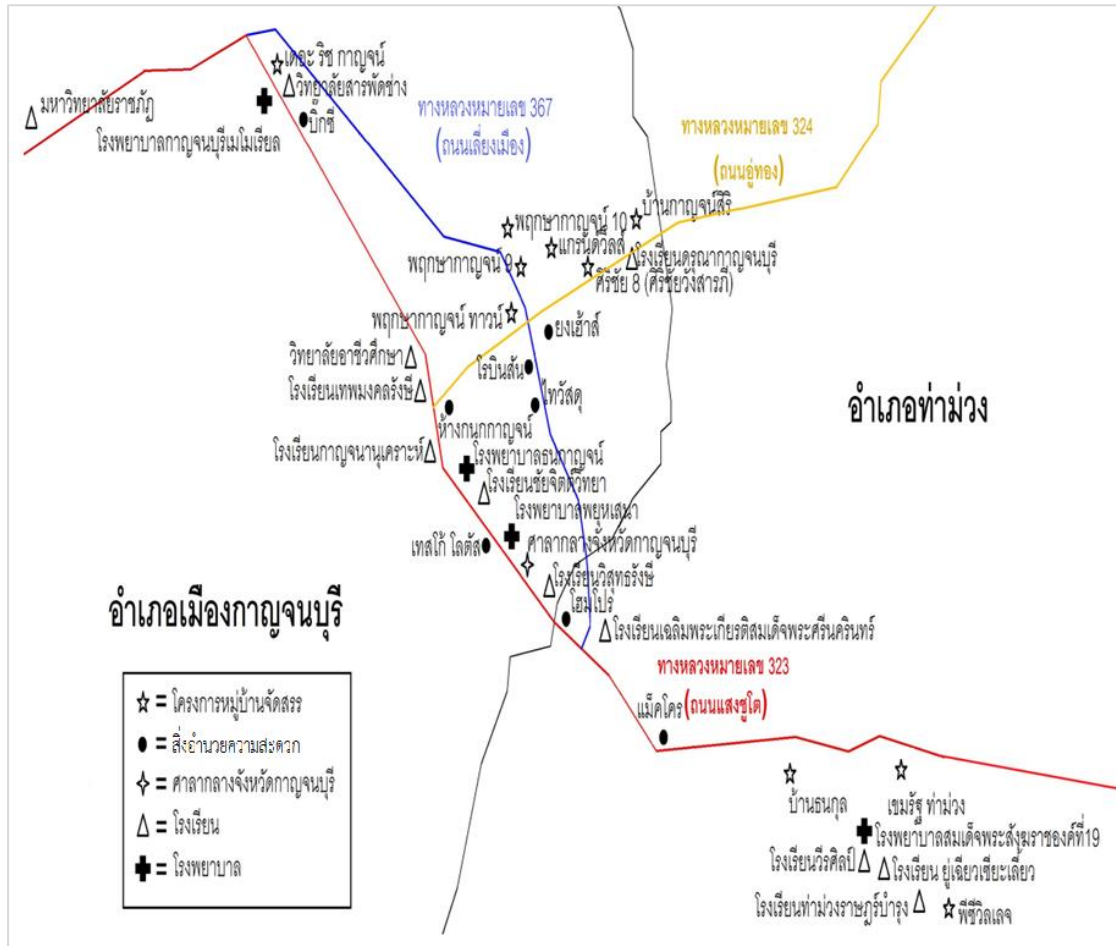 เดอะ ริช กาญจน์
วิทยาลัยสารพัดช่าง
มหาวิทยาลัยราชภัฏ
บิ๊กซี
โรงพยาบาลกาญจนบุรีเมโมเรียล
ทางหลวงหมายเลข 367
(ถนนเลี่ยงเมือง)
ทางหลวงหมายเลข 324
(ถนนอู่ทอง)
บ้านกาญจน์สิริ
พฤกษากาญจน์ 10
แกรนด์วิลล์
โรงเรียนดรุณากาญจนบุรี
พฤกษากาญจน์ 9
ศิริชัย 8 (ศิริชัยวังสารภี)
พฤกษากาญจน์ ทาวน์
ยงเฮ้าส์
วิทยาลัยอาชีวศึกษา
โรบินสัน
โรงเรียนเทพมงคลรังษี
ไทวัสดุ
อำเภอท่าม่วง
ห้างกนกกาญจน์
โรงเรียนกาญจนานุเคราะห์
โรงพยาบาลธนกาญจน์
โรงเรียนชัยจิตต์วิทยา
โรงพยาบาลพยุหเสนา
เทสโก้ โลตัส
ศาลากลางจังหวัดกาญจนบุรี
โรงเรียนวิสุทธรังษี
โฮมโปร
อำเภอเมืองกาญจนบุรี
โรงเรียนเฉลิมพระเกียรติสมเด็จพระศรีนครินทร์
ทางหลวงหมายเลข 323
(ถนนแสงชูโต)
แม็คโคร
= โครงการหมู่บ้านจัดสรร
= สิ่งอำนวยความสะดวก
= ศาลากลางจังหวัดกาญจนบุรี
= โรงเรียน
= โรงพยาบาล
บ้านธนกุล
เขมรัฐ ท่าม่วง
โรงพยาบาลสมเด็จพระสังฆราชองค์ที่19
โรงเรียนวีรศิลป์
โรงเรียน ยู่เฉียวเซียะเลี้ยว
โรงเรียนท่าม่วงราษฎร์บำรุง
พีซีวิลเลจ